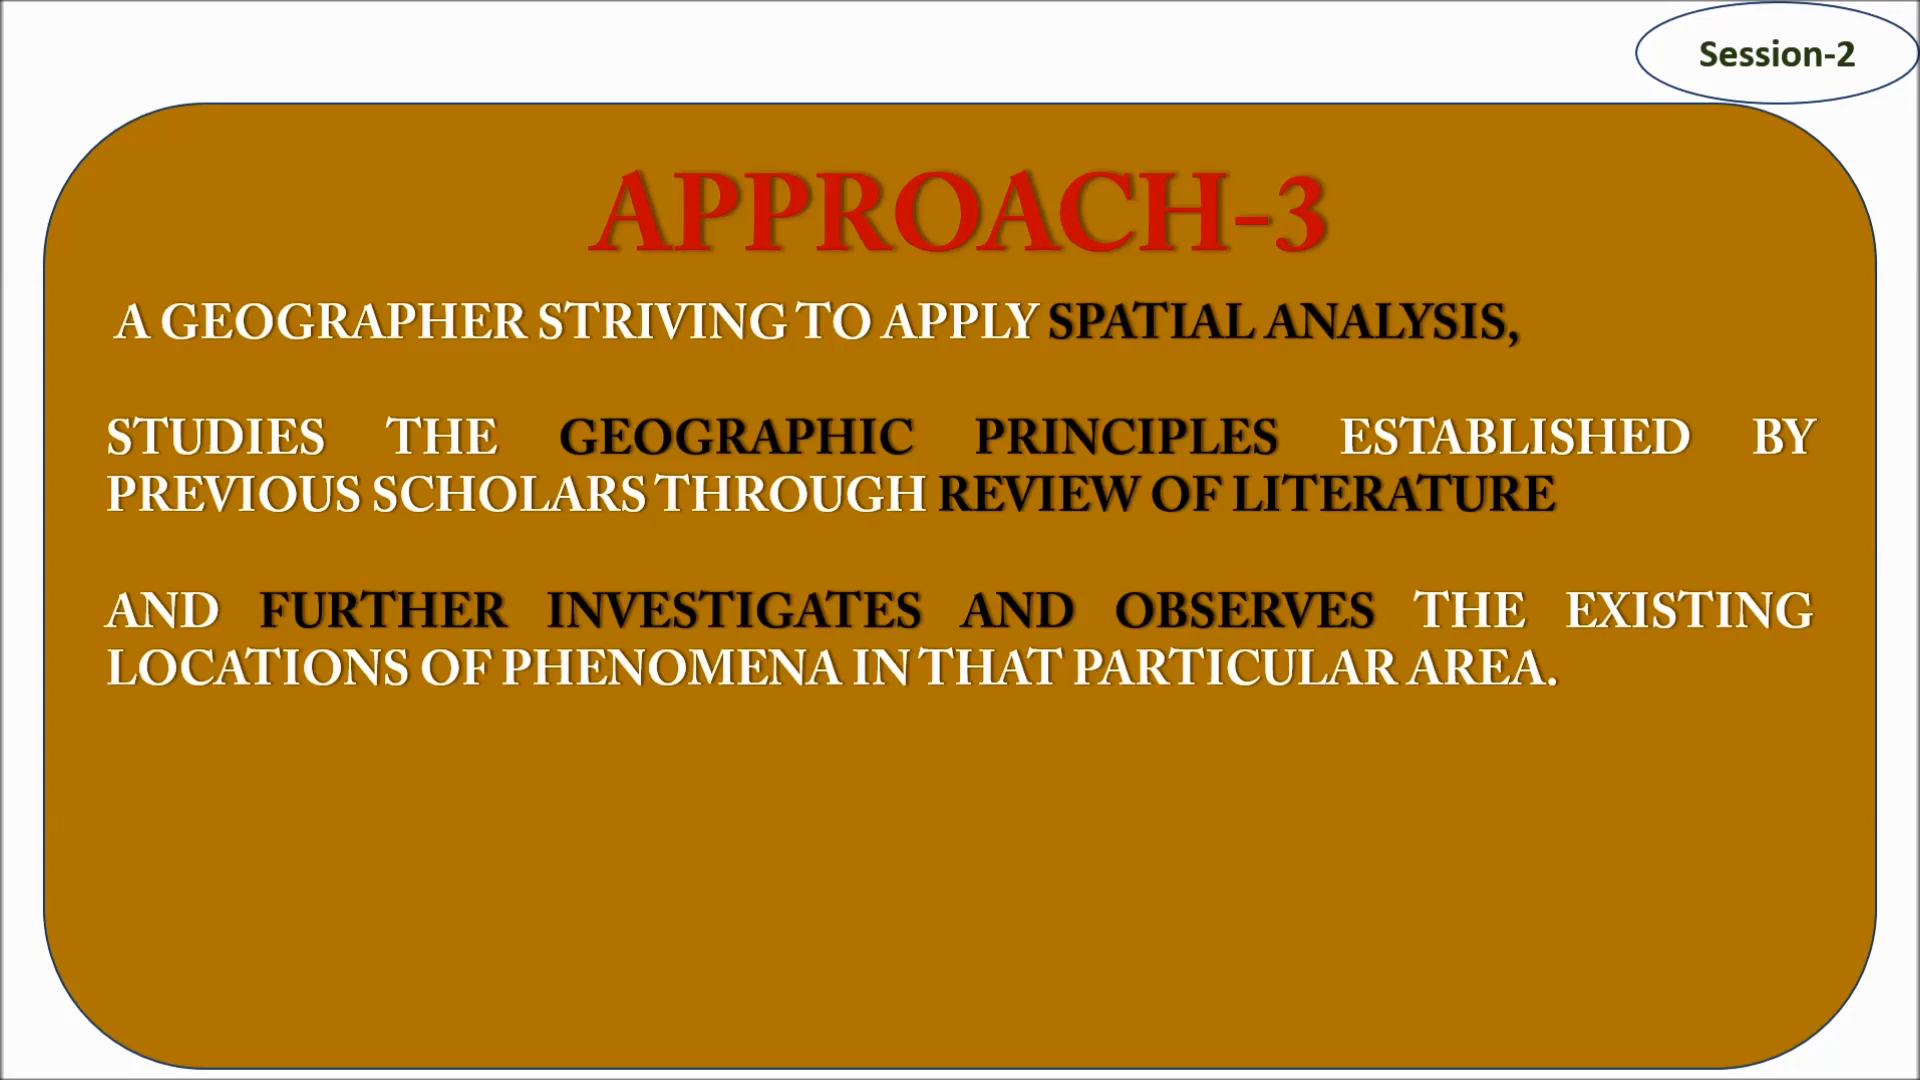 Session-2
APPROACH-3
A GEOGRAPHER STRIVING TO APPLY SPATIAL ANALYSIS,
STUDIES THE GEOGRAPHIC PRINCIPLES ESTABLISHED BY
PREVIOUS SCHOLARS THROUGH REVIEW OF LITERATURE
AND FURTHER INVESTIGATES AND OBSERVES THE EXISTING
LOCATIONS OF PHENOMENA IN THAT PARTICULAR AREA.